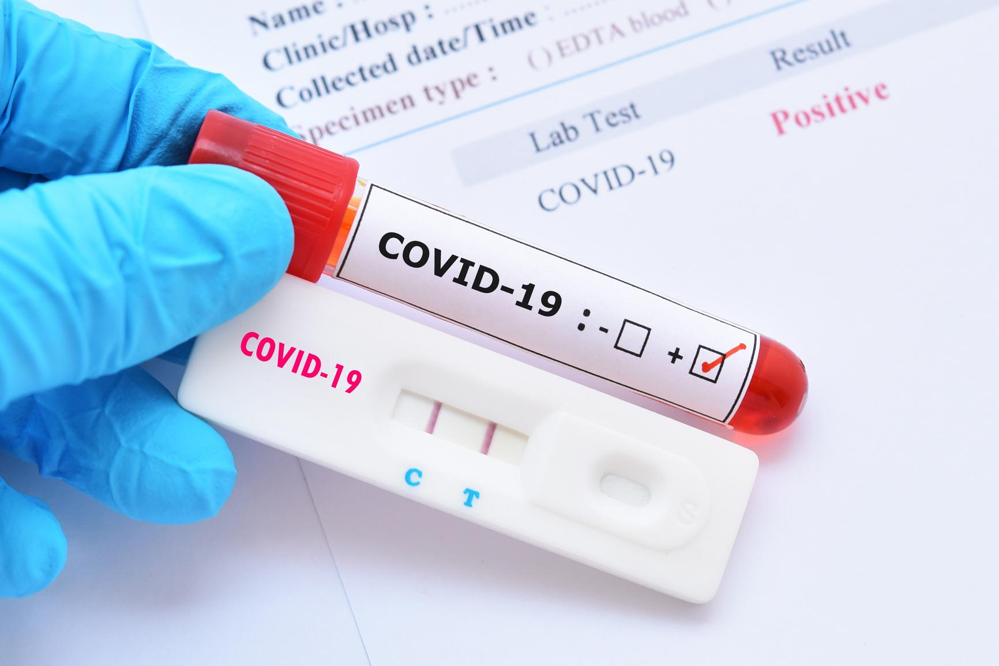 Name :
Clinic/Hosp :
Collected date/Time :
Specimen type : ( ) EDTA blood ( )
Lab Test Result
COVID-19 Positive
COVID-19 : - □ + ☑
COVID-19
C T
S